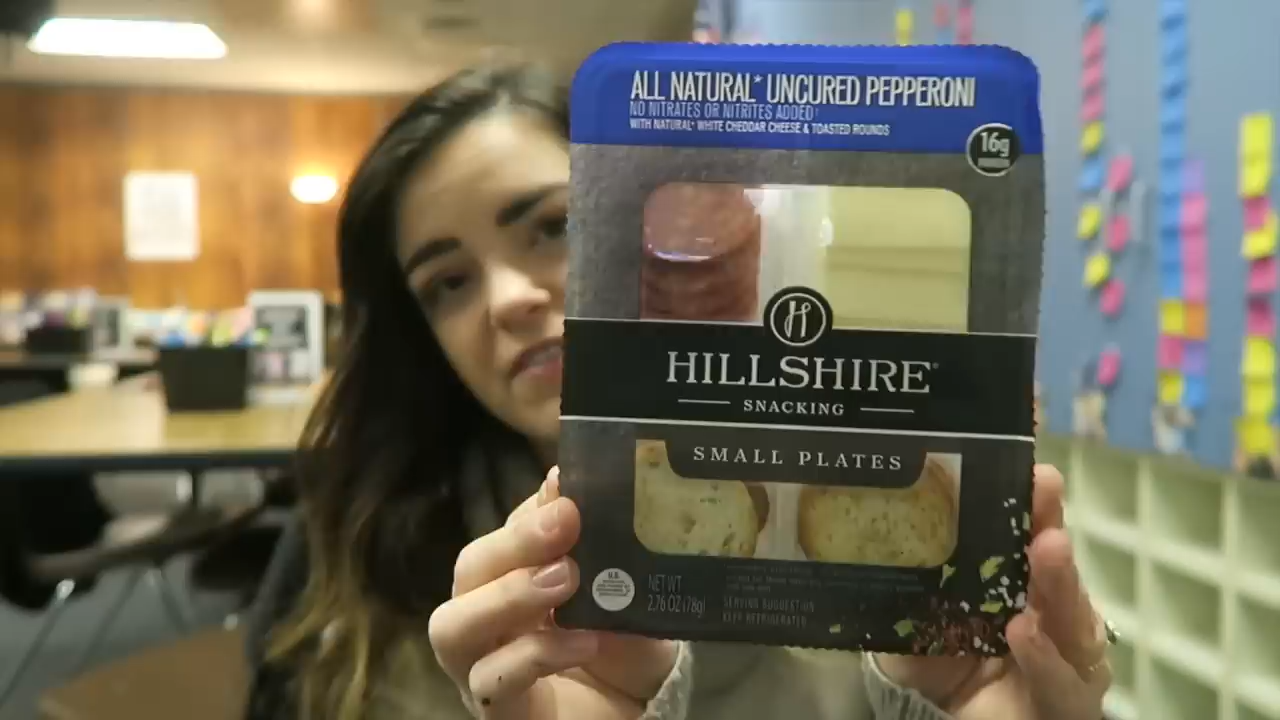 ALL NATURAL* UNCURED PEPPERONI
NO NITRATES OR NITRITES ADDED†
WITH NATURAL* WHITE CHEDDAR CHEESE & TOASTED ROUNDS
16g
H
HILLSHIRE®
SNACKING
SMALL PLATES
U.S.
NET WT
2.76 OZ (78g)
SERVING SUGGESTION
KEEP REFRIGERATED